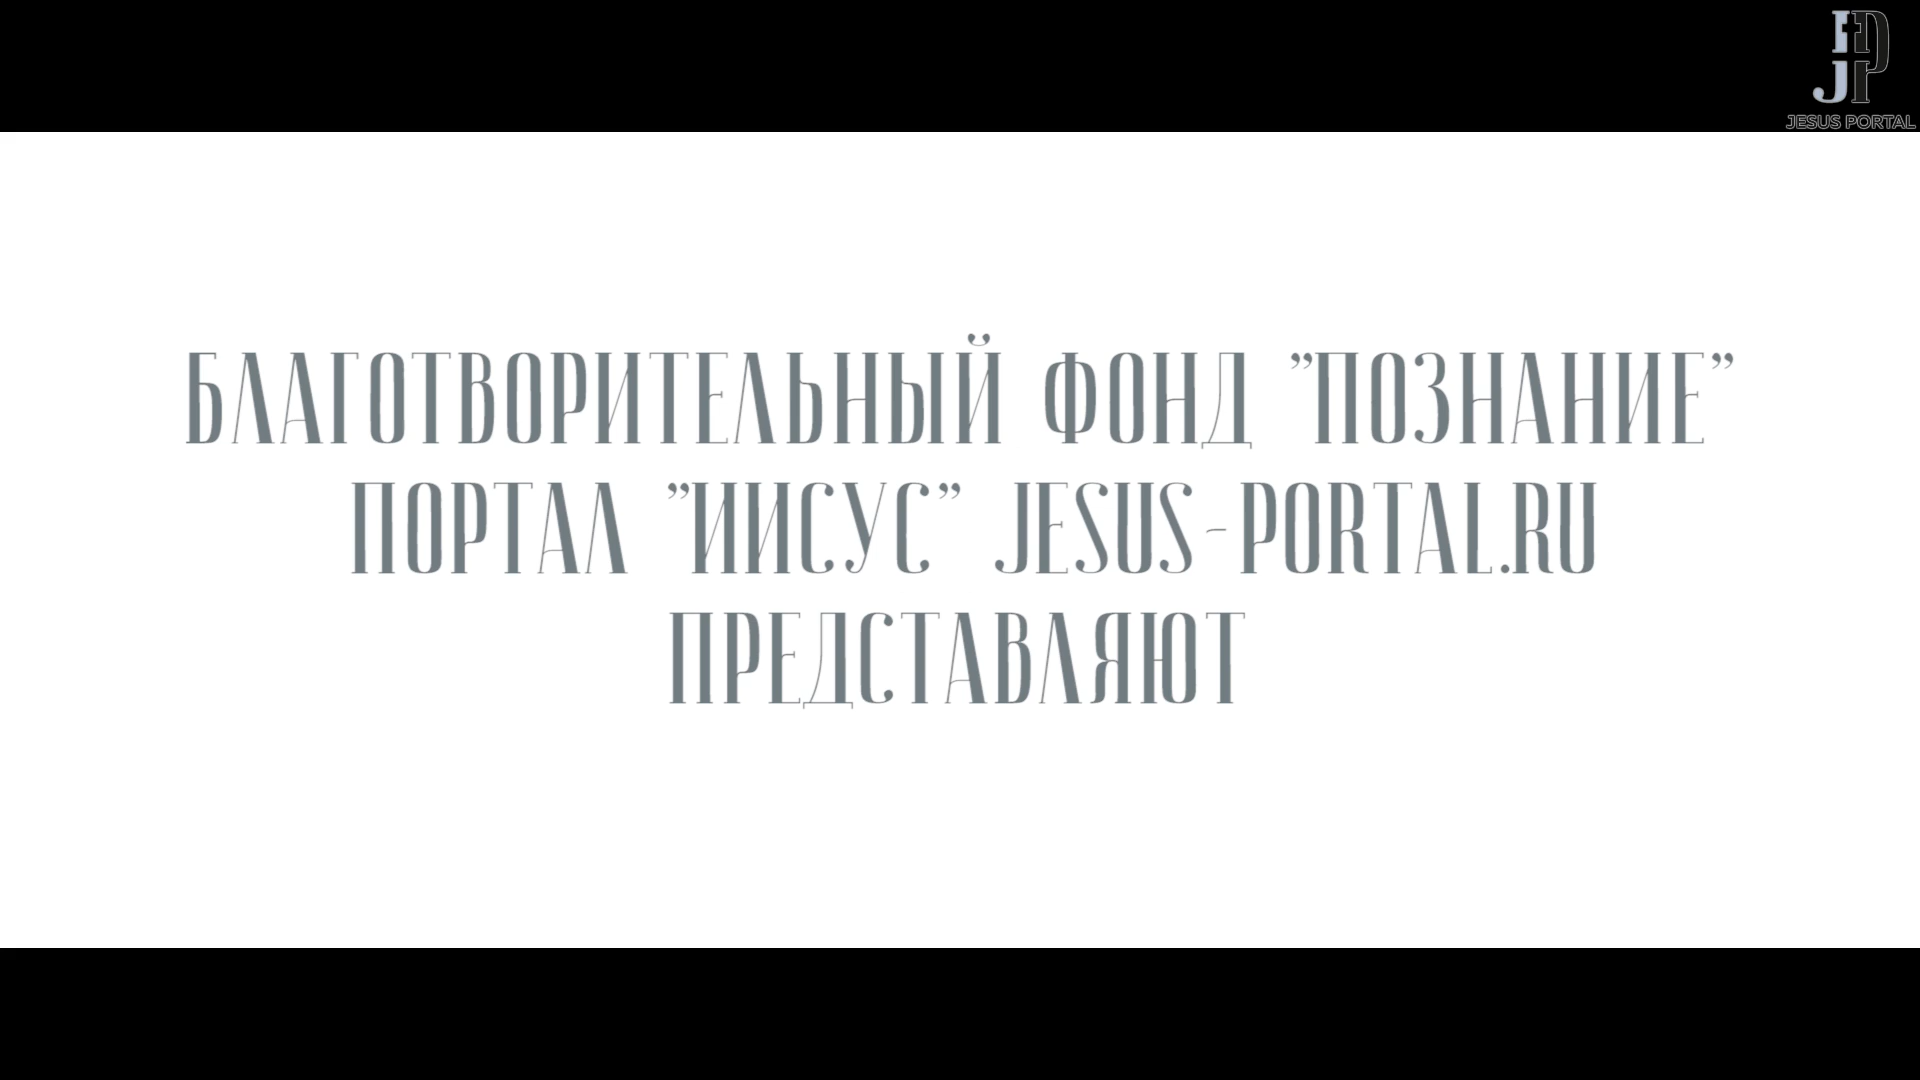 JESUS PORTAL
БЛАГОТВОРИТЕЛЬНЫЙ ФОНД ”ПОЗНАНИЕ”
ПОРТАЛ ”ИИСУС” JESUS-PORTAL.RU
ПРЕДСТАВЛЯЮТ